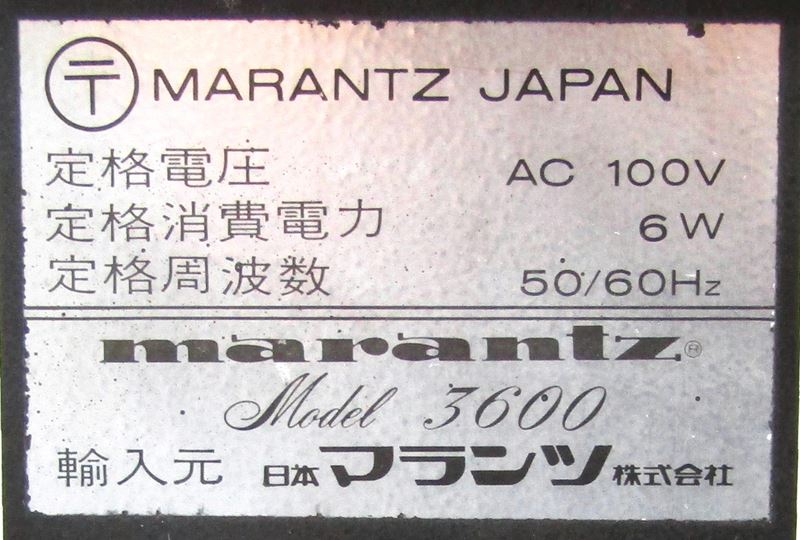 〒 MARANTZ JAPAN
定格電圧 AC 100V
定格消費電力 6W
定格周波数 50/60Hz
marantz®
Model 3600
輸入元 日本マランツ株式会社